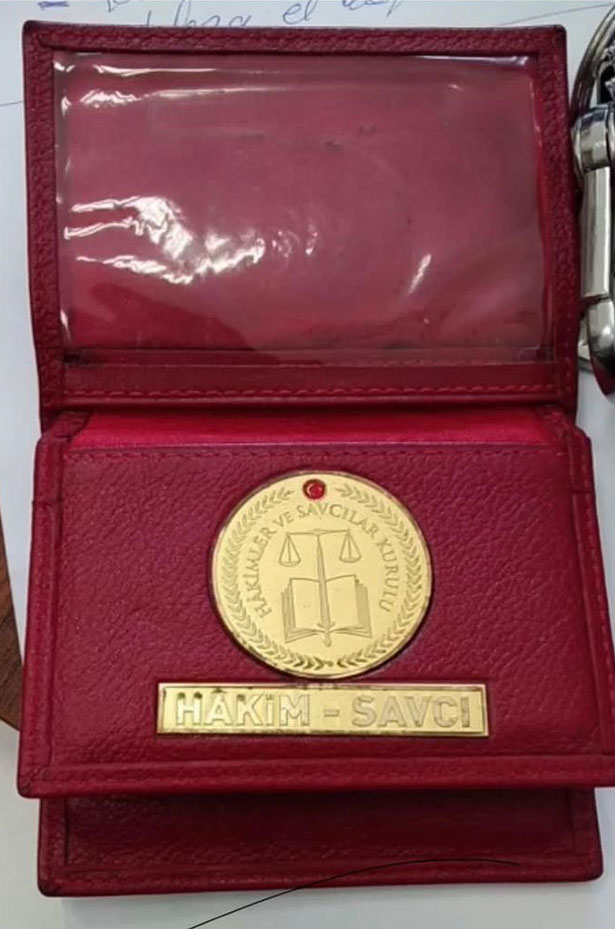 HÂKİMLER VE SAVCILAR KURULU
HÂKİM - SAVCI